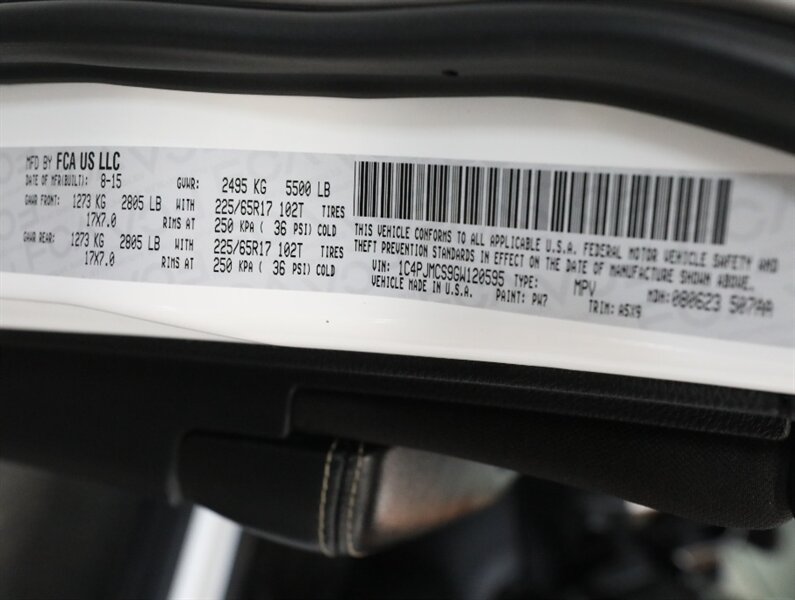 MFD BY FCA US LLC
DATE OF MFR(BUILT): 8-15 GVWR: 2495 KG 5500 LB
GAWR FRONT: 1273 KG 2805 LB WITH 225/65R17 102T TIRES
17X7.0 RIMS AT 250 KPA ( 36 PSI) COLD
GAWR REAR: 1273 KG 2805 LB WITH 225/65R17 102T TIRES
17X7.0 RIMS AT 250 KPA ( 36 PSI) COLD
THIS VEHICLE CONFORMS TO ALL APPLICABLE U.S.A. FEDERAL MOTOR VEHICLE SAFETY AND
THEFT PREVENTION STANDARDS IN EFFECT ON THE DATE OF MANUFACTURE SHOWN ABOVE.
VIN: 1C4PJMCS9GW120595 TYPE: MPV MDH: 080623 507AA
VEHICLE MADE IN U.S.A. PAINT: PW7 TRIM: A5X9